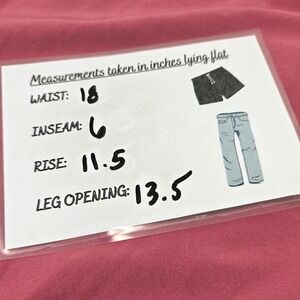 Measurements taken in inches lying flat
WAIST: 18
INSEAM: 6
RISE: 11.5
LEG OPENING: 13.5